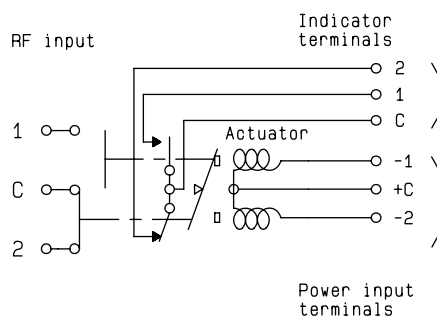 Indicator
terminals
RF input
2
1
C
Actuator
1
-1
C
+C
-2
2
Power input
terminals